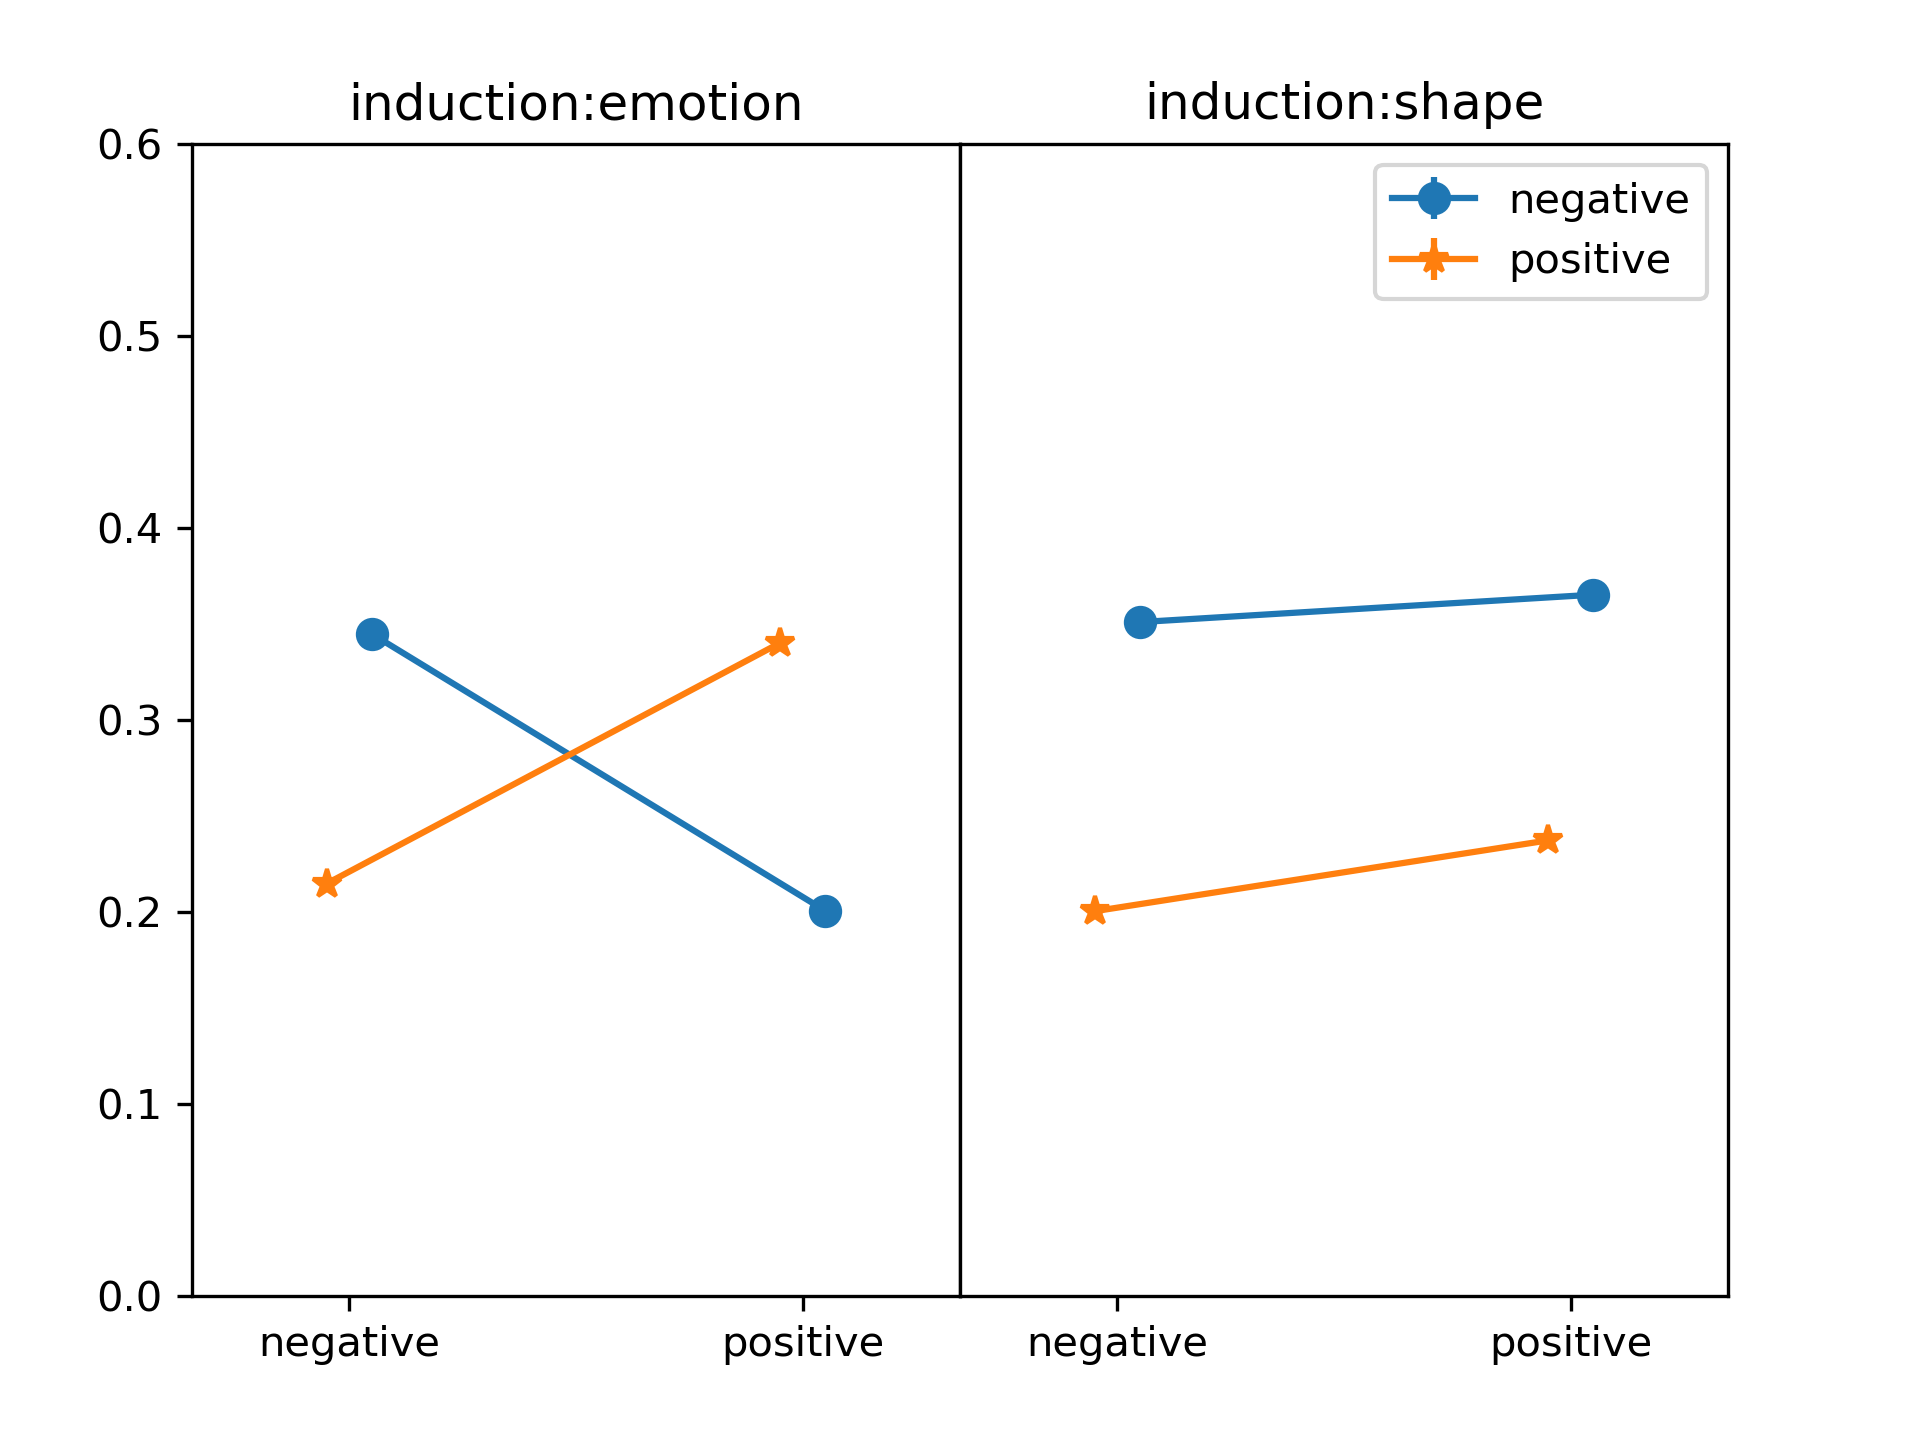 induction:emotion
induction:shape
0.6
0.5
0.4
0.3
0.2
0.1
0.0
negative
positive
negative
positive
negative
positive